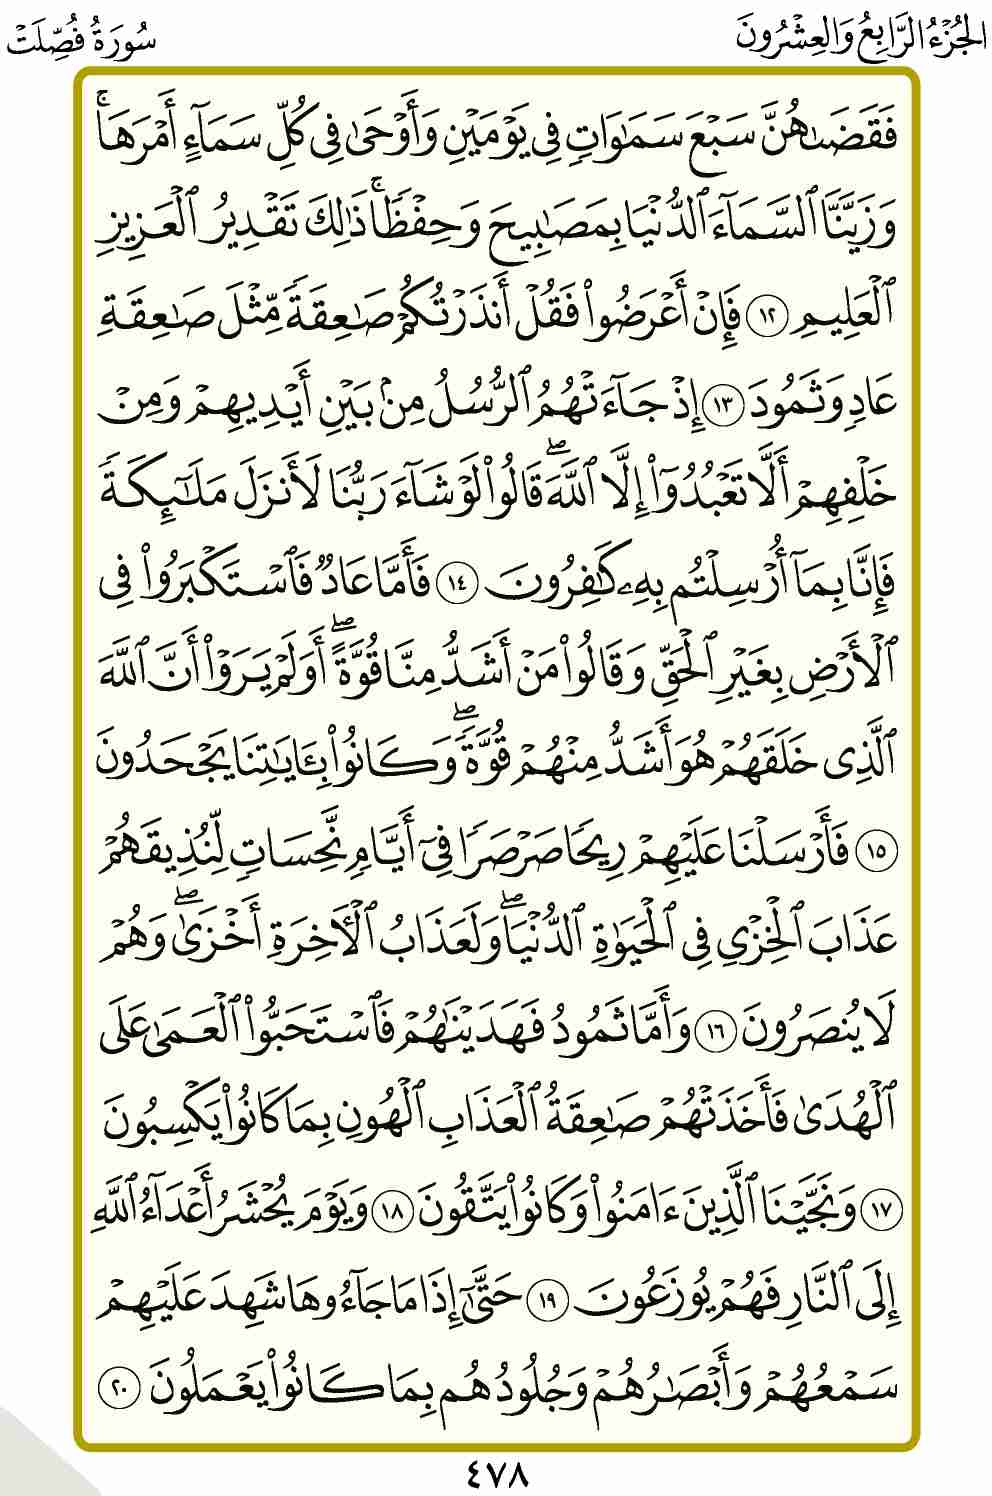 الجُزْءُ الرَّابِعُ وَالعِشْرُونَ
سُورَةُ فُصِّلَتْ
فَقَضَىٰهُنَّ سَبْعَ سَمَٰوَاتٍ فِى يَوْمَيْنِ وَأَوْحَىٰ فِى كُلِّ سَمَآءٍ أَمْرَهَاۚ
وَزَيَّنَّا ٱلسَّمَآءَ ٱلدُّنْيَا بِمَصَٰبِيحَ وَحِفْظًاۚ ذَٰلِكَ تَقْدِيرُ ٱلْعَزِيزِ
ٱلْعَلِيمِ ١٢ فَإِنْ أَعْرَضُوا۟ فَقُلْ أَنذَرْتُكُمْ صَٰعِقَةً مِّثْلَ صَٰعِقَةِ
عَادٍ وَثَمُودَ ١٣ إِذْ جَآءَتْهُمُ ٱلرُّسُلُ مِنۢ بَيْنِ أَيْدِيهِمْ وَمِنْ
خَلْفِهِمْ أَلَّا تَعْبُدُوٓا۟ إِلَّا ٱللَّهَۖ قَالُوا۟ لَوْ شَآءَ رَبُّنَا لَأَنزَلَ مَلَٰٓئِكَةً
فَإِنَّا بِمَآ أُرْسِلْتُم بِهِۦ كَٰفِرُونَ ١٤ فَأَمَّا عَادٌ فَٱسْتَكْبَرُوا۟ فِى
ٱلْأَرْضِ بِغَيْرِ ٱلْحَقِّ وَقَالُوا۟ مَنْ أَشَدُّ مِنَّا قُوَّةًۖ أَوَلَمْ يَرَوْا۟ أَنَّ ٱللَّهَ
ٱلَّذِى خَلَقَهُمْ هُوَ أَشَدُّ مِنْهُمْ قُوَّةًۖ وَكَانُوا۟ بِـَٔايَٰتِنَا يَجْحَدُونَ
١٥ فَأَرْسَلْنَا عَلَيْهِمْ رِيحًا صَرْصَرًا فِىٓ أَيَّامٍ نَّحِسَاتٍ لِّنُذِيقَهُمْ
عَذَابَ ٱلْخِزْىِ فِى ٱلْحَيَوٰةِ ٱلدُّنْيَاۖ وَلَعَذَابُ ٱلْـَٔاخِرَةِ أَخْزَىٰۖ وَهُمْ
لَا يُنصَرُونَ ١٦ وَأَمَّا ثَمُودُ فَهَدَيْنَٰهُمْ فَٱسْتَحَبُّوا۟ ٱلْعَمَىٰ عَلَى
ٱلْهُدَىٰ فَأَخَذَتْهُمْ صَٰعِقَةُ ٱلْعَذَابِ ٱلْهُونِ بِمَا كَانُوا۟ يَكْسِبُونَ
١٧ وَنَجَّيْنَا ٱلَّذِينَ ءَامَنُوا۟ وَكَانُوا۟ يَتَّقُونَ ١٨ وَيَوْمَ يُحْشَرُ أَعْدَآءُ ٱللَّهِ
إِلَى ٱلنَّارِ فَهُمْ يُوزَعُونَ ١٩ حَتَّىٰٓ إِذَا مَا جَآءُوهَا شَهِدَ عَلَيْهِمْ
سَمْعُهُمْ وَأَبْصَٰرُهُمْ وَجُلُودُهُم بِمَا كَانُوا۟ يَعْمَلُونَ ٢٠
٤٧٨